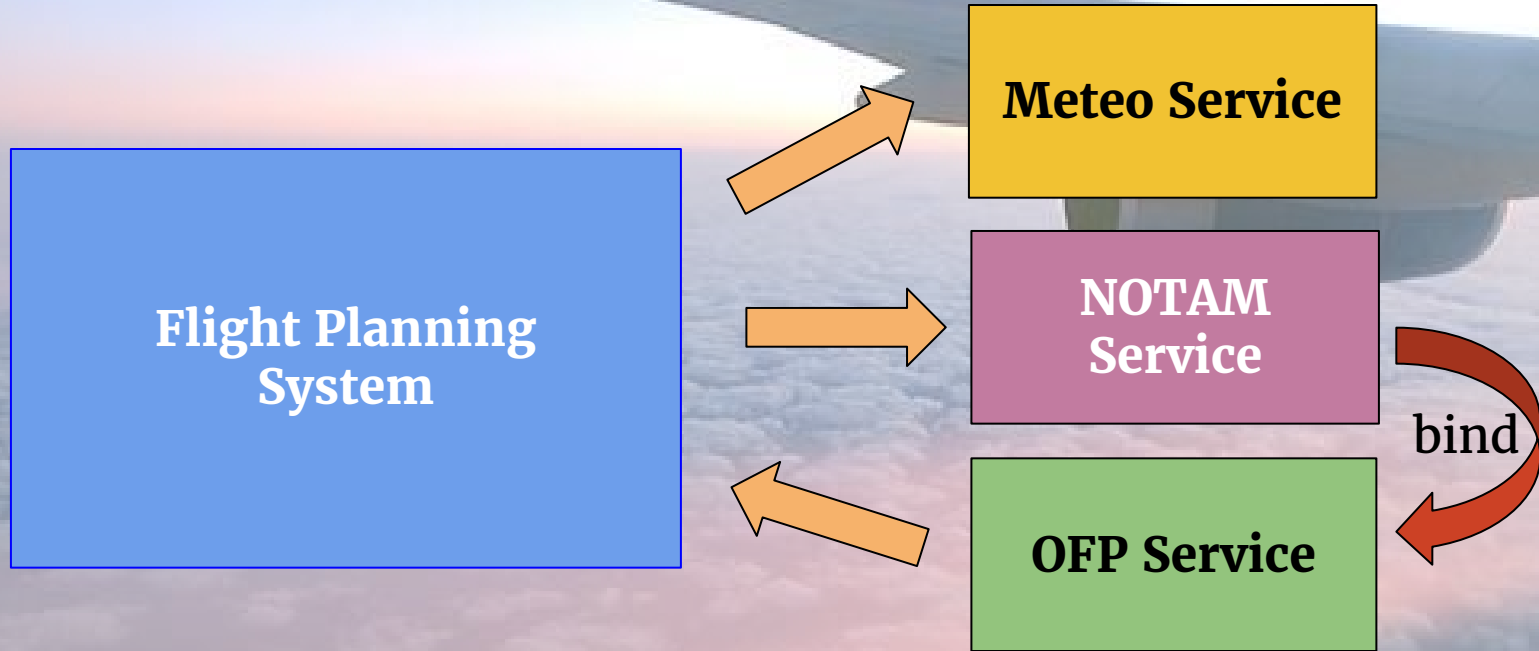 Meteo Service
Flight Planning
System
NOTAM
Service
bind
OFP Service